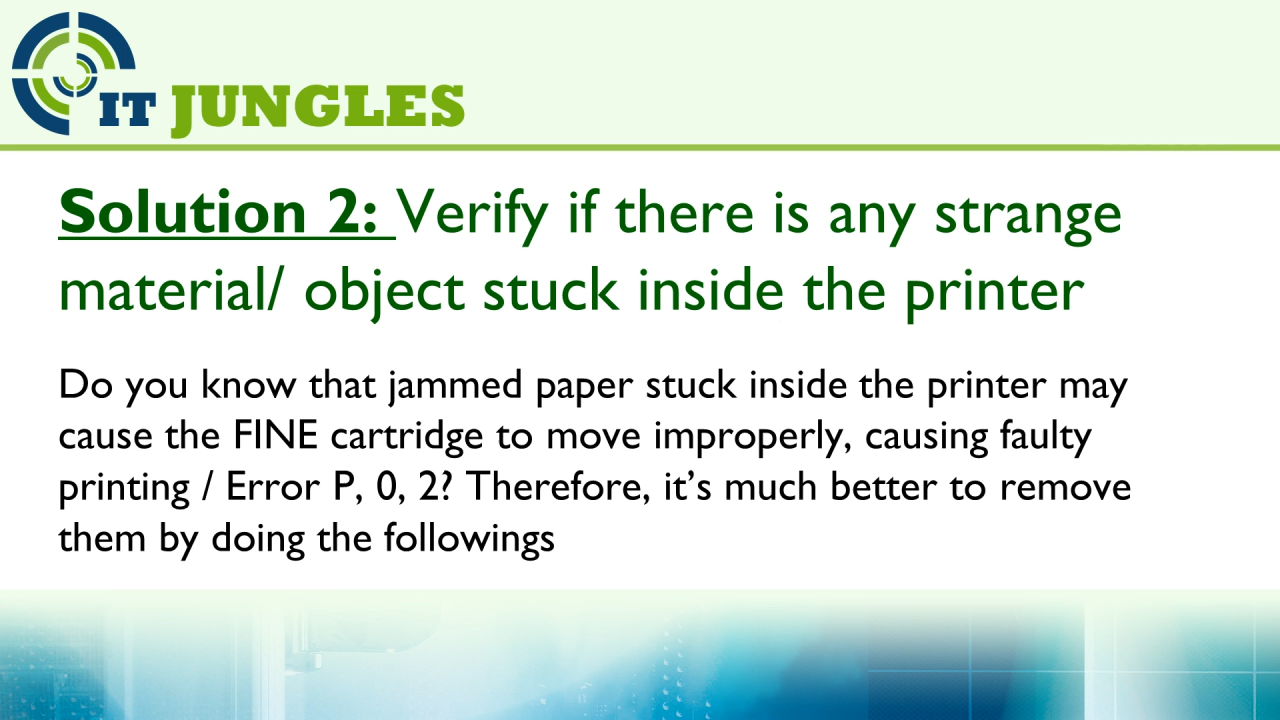 IT JUNGLES
Solution 2: Verify if there is any strange
material/ object stuck inside the printer
Do you know that jammed paper stuck inside the printer may
cause the FINE cartridge to move improperly, causing faulty
printing / Error P, 0, 2? Therefore, it’s much better to remove
them by doing the followings